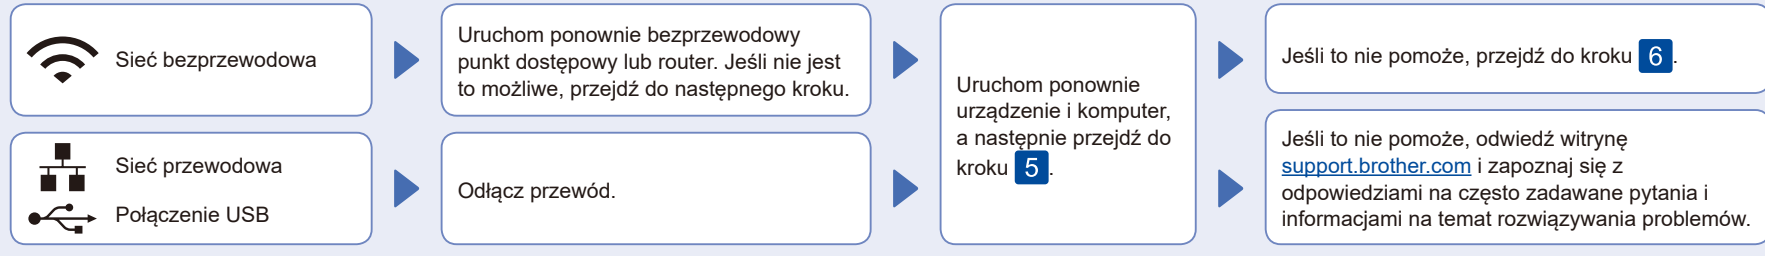 Sieć bezprzewodowa
Uruchom ponownie bezprzewodowy
punkt dostępowy lub router. Jeśli nie jest
to możliwe, przejdź do następnego kroku.
Sieć przewodowa
Połączenie USB
Odłącz przewód.
Uruchom ponownie
urządzenie i komputer,
a następnie przejdź do
kroku 5.
Jeśli to nie pomoże, przejdź do kroku 6.
Jeśli to nie pomoże, odwiedź witrynę
support.brother.com i zapoznaj się z
odpowiedziami na często zadawane pytania i
informacjami na temat rozwiązywania problemów.